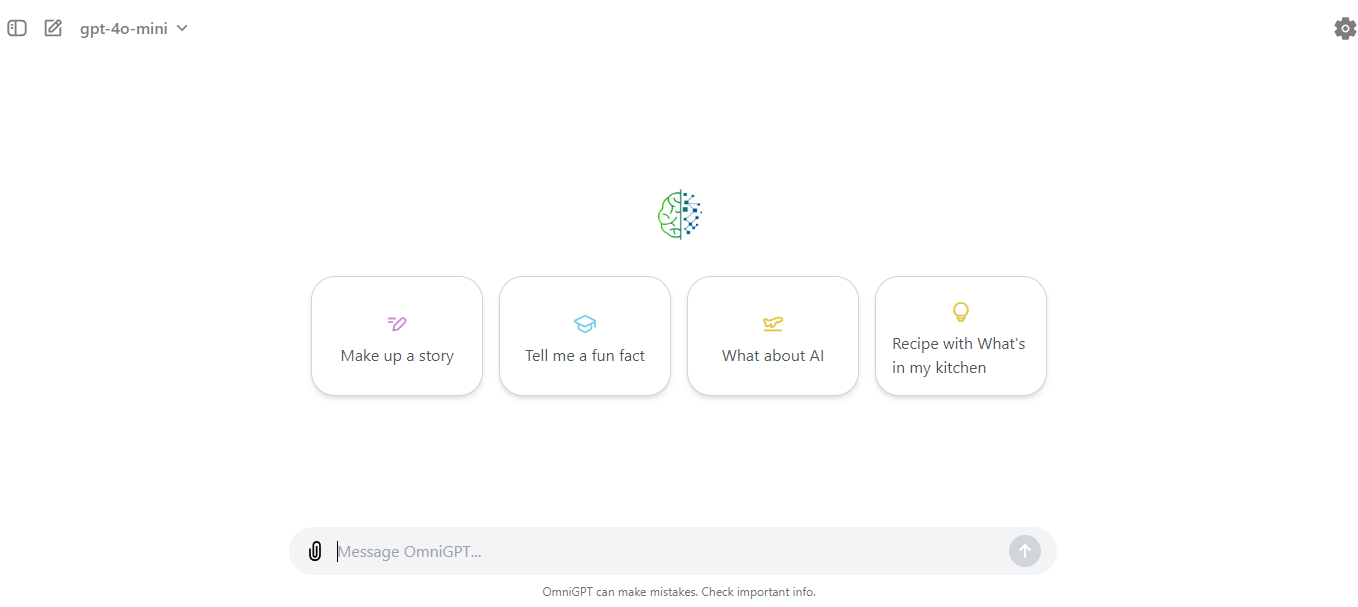 gpt-4o-mini
Make up a story
Tell me a fun fact
What about AI
Recipe with What's
in my kitchen
Message OmniGPT...
OmniGPT can make mistakes. Check important info.